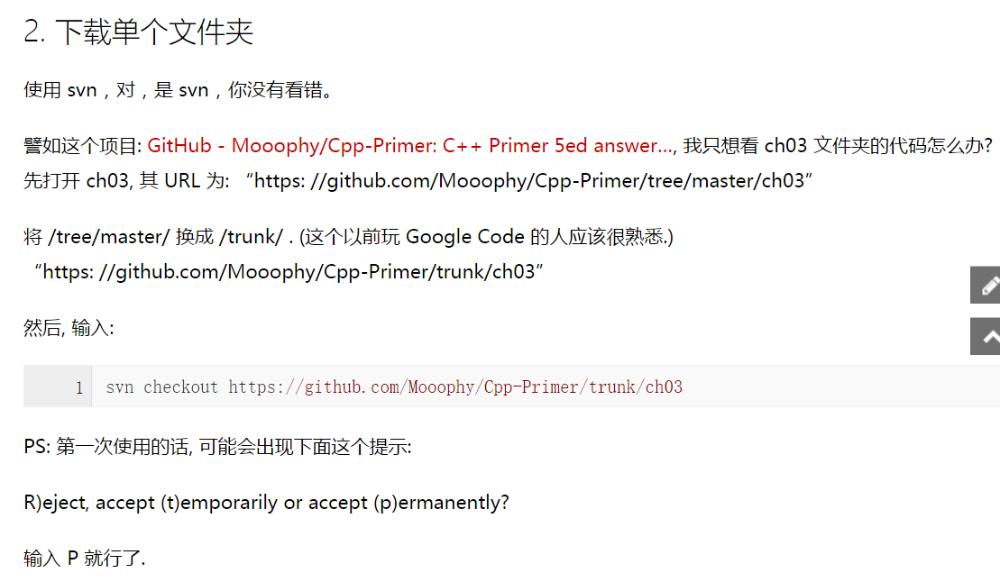 2. 下载单个文件夹
使用 svn，对，是 svn，你没有看错。
譬如这个项目: GitHub - Mooophy/Cpp-Primer: C++ Primer 5ed answer..., 我只想看 ch03 文件夹的代码怎么办?
先打开 ch03, 其 URL 为: “https: //github.com/Mooophy/Cpp-Primer/tree/master/ch03”
将 /tree/master/ 换成 /trunk/ . (这个以前玩 Google Code 的人应该很熟悉.)
“https: //github.com/Mooophy/Cpp-Primer/trunk/ch03”
然后, 输入:
1 svn checkout https://github.com/Mooophy/Cpp-Primer/trunk/ch03
PS: 第一次使用的话, 可能会出现下面这个提示:
R)eject, accept (t)emporarily or accept (p)ermanently?
输入 P 就行了.